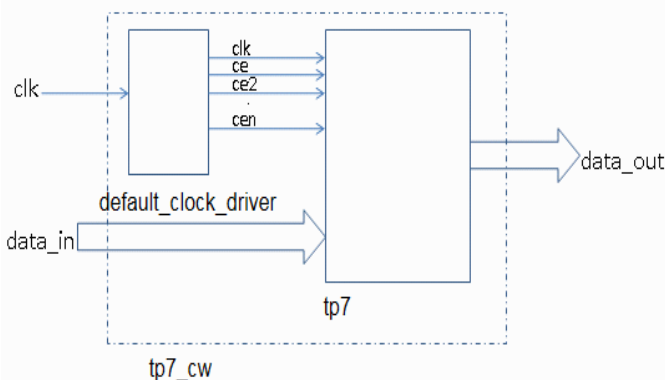 clk
clk
ce
ce2
.
cen
default_clock_driver
data_in
data_out
tp7
tp7_cw